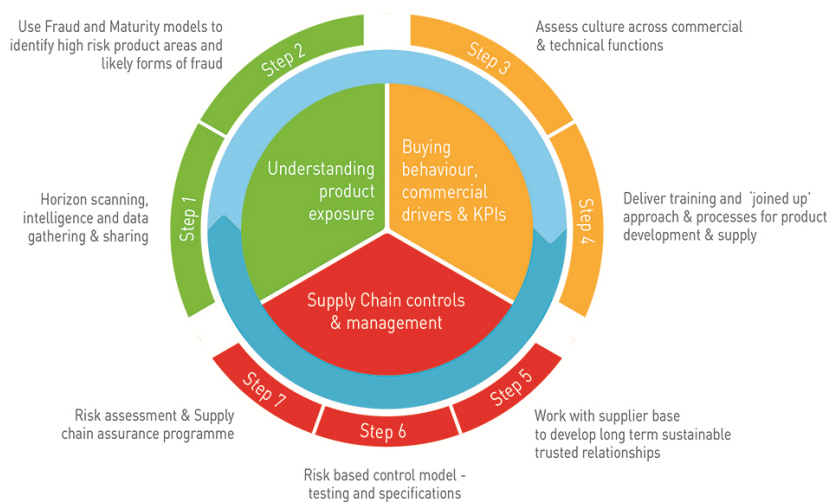 Use Fraud and Maturity models to
identify high risk product areas and
likely forms of fraud
Step 2
Step 3
Assess culture across commercial
& technical functions
Horizon scanning,
intelligence and data
gathering & sharing
Step 1
Understanding
product
exposure
Buying
behaviour,
commercial
drivers & KPIs
Step 4
Deliver training and 'joined up'
approach & processes for product
development & supply
Supply Chain controls
& management
Risk assessment & Supply
chain assurance programme
Step 7
Step 6
Risk based control model -
testing and specifications
Step 5
Work with supplier base
to develop long term sustainable
trusted relationships